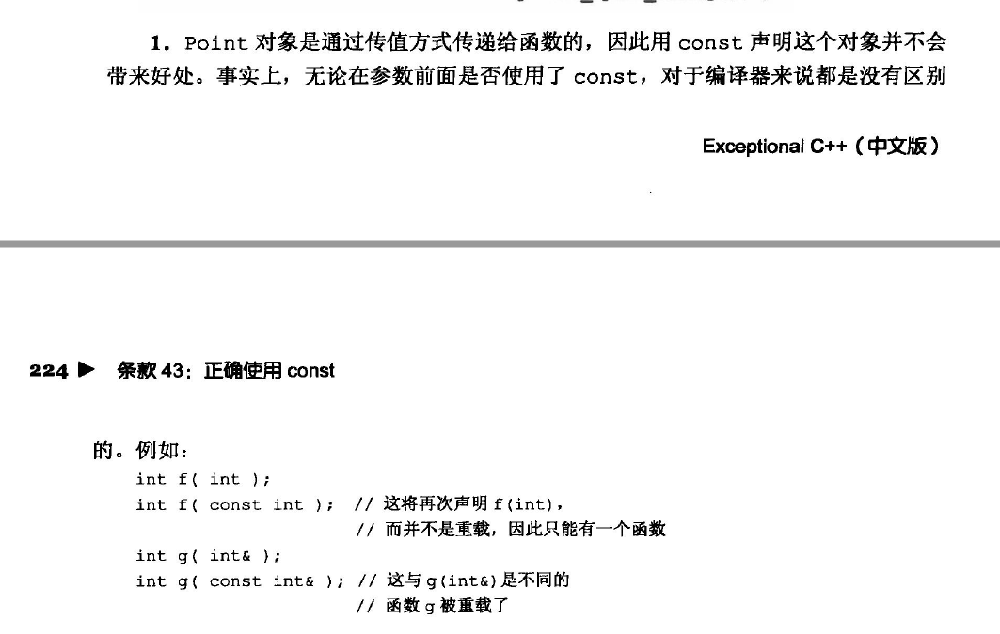 1. Point 对象是通过传值方式传递给函数的，因此用 const 声明这个对象并不会
带来好处。事实上，无论在参数前面是否使用了 const，对于编译器来说都是没有区别
Exceptional C++（中文版）
224 ▶ 条款 43：正确使用 const
的。例如：
int f( int );
int f( const int ); // 这将再次声明 f(int)，
// 而并不是重载，因此只能有一个函数
int g( int& );
int g( const int& ); // 这与 g(int&)是不同的
// 函数 g 被重载了